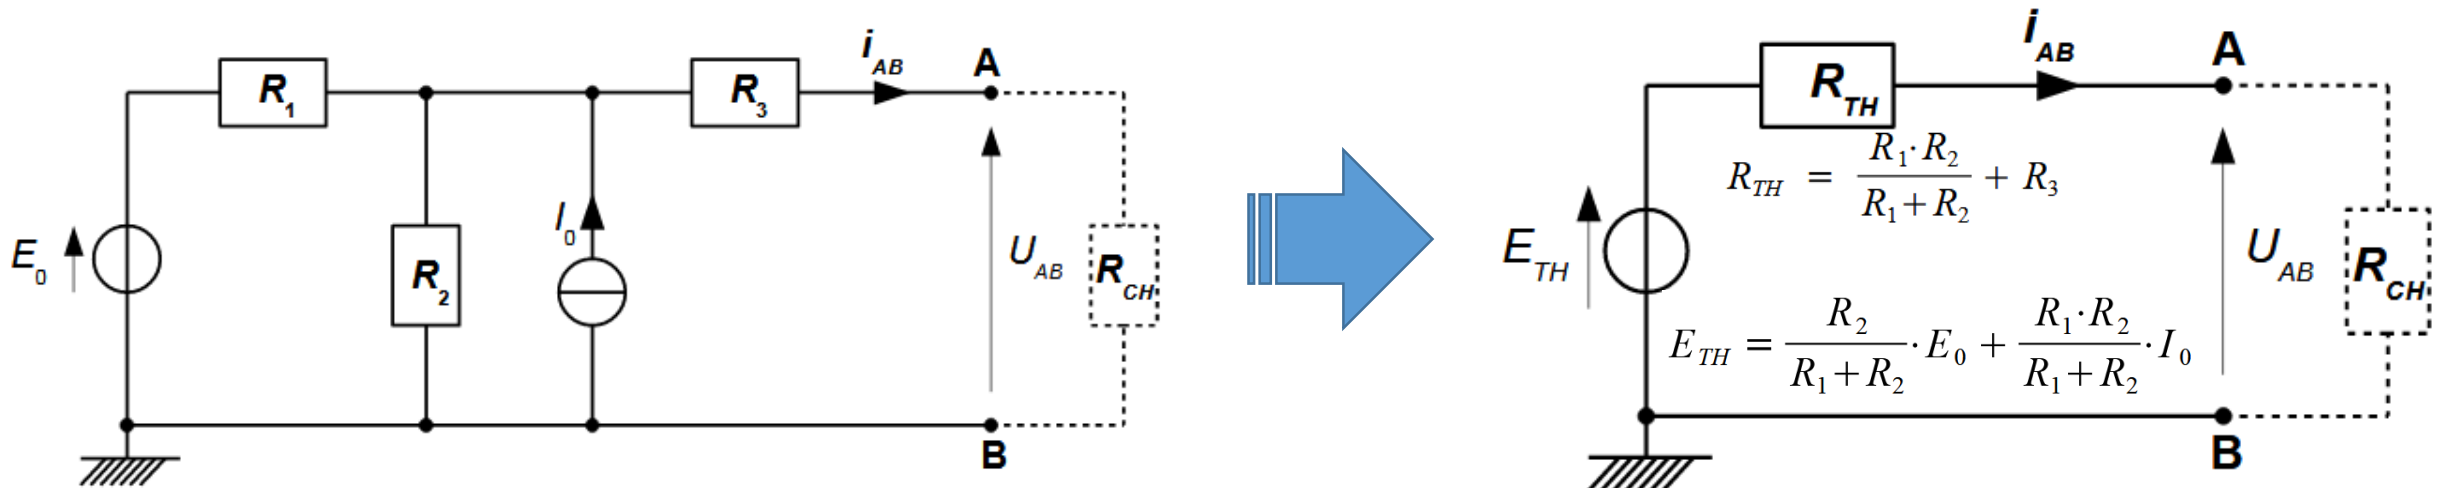 R1
R3
iAB
A
E0
R2
I0
UAB
RCH
B
RTH
iAB
A
RTH = R1·R2 / R1+R2 + R3
ETH
UAB
RCH
ETH = R2 / R1+R2 · E0 + R1·R2 / R1+R2 · I0
B